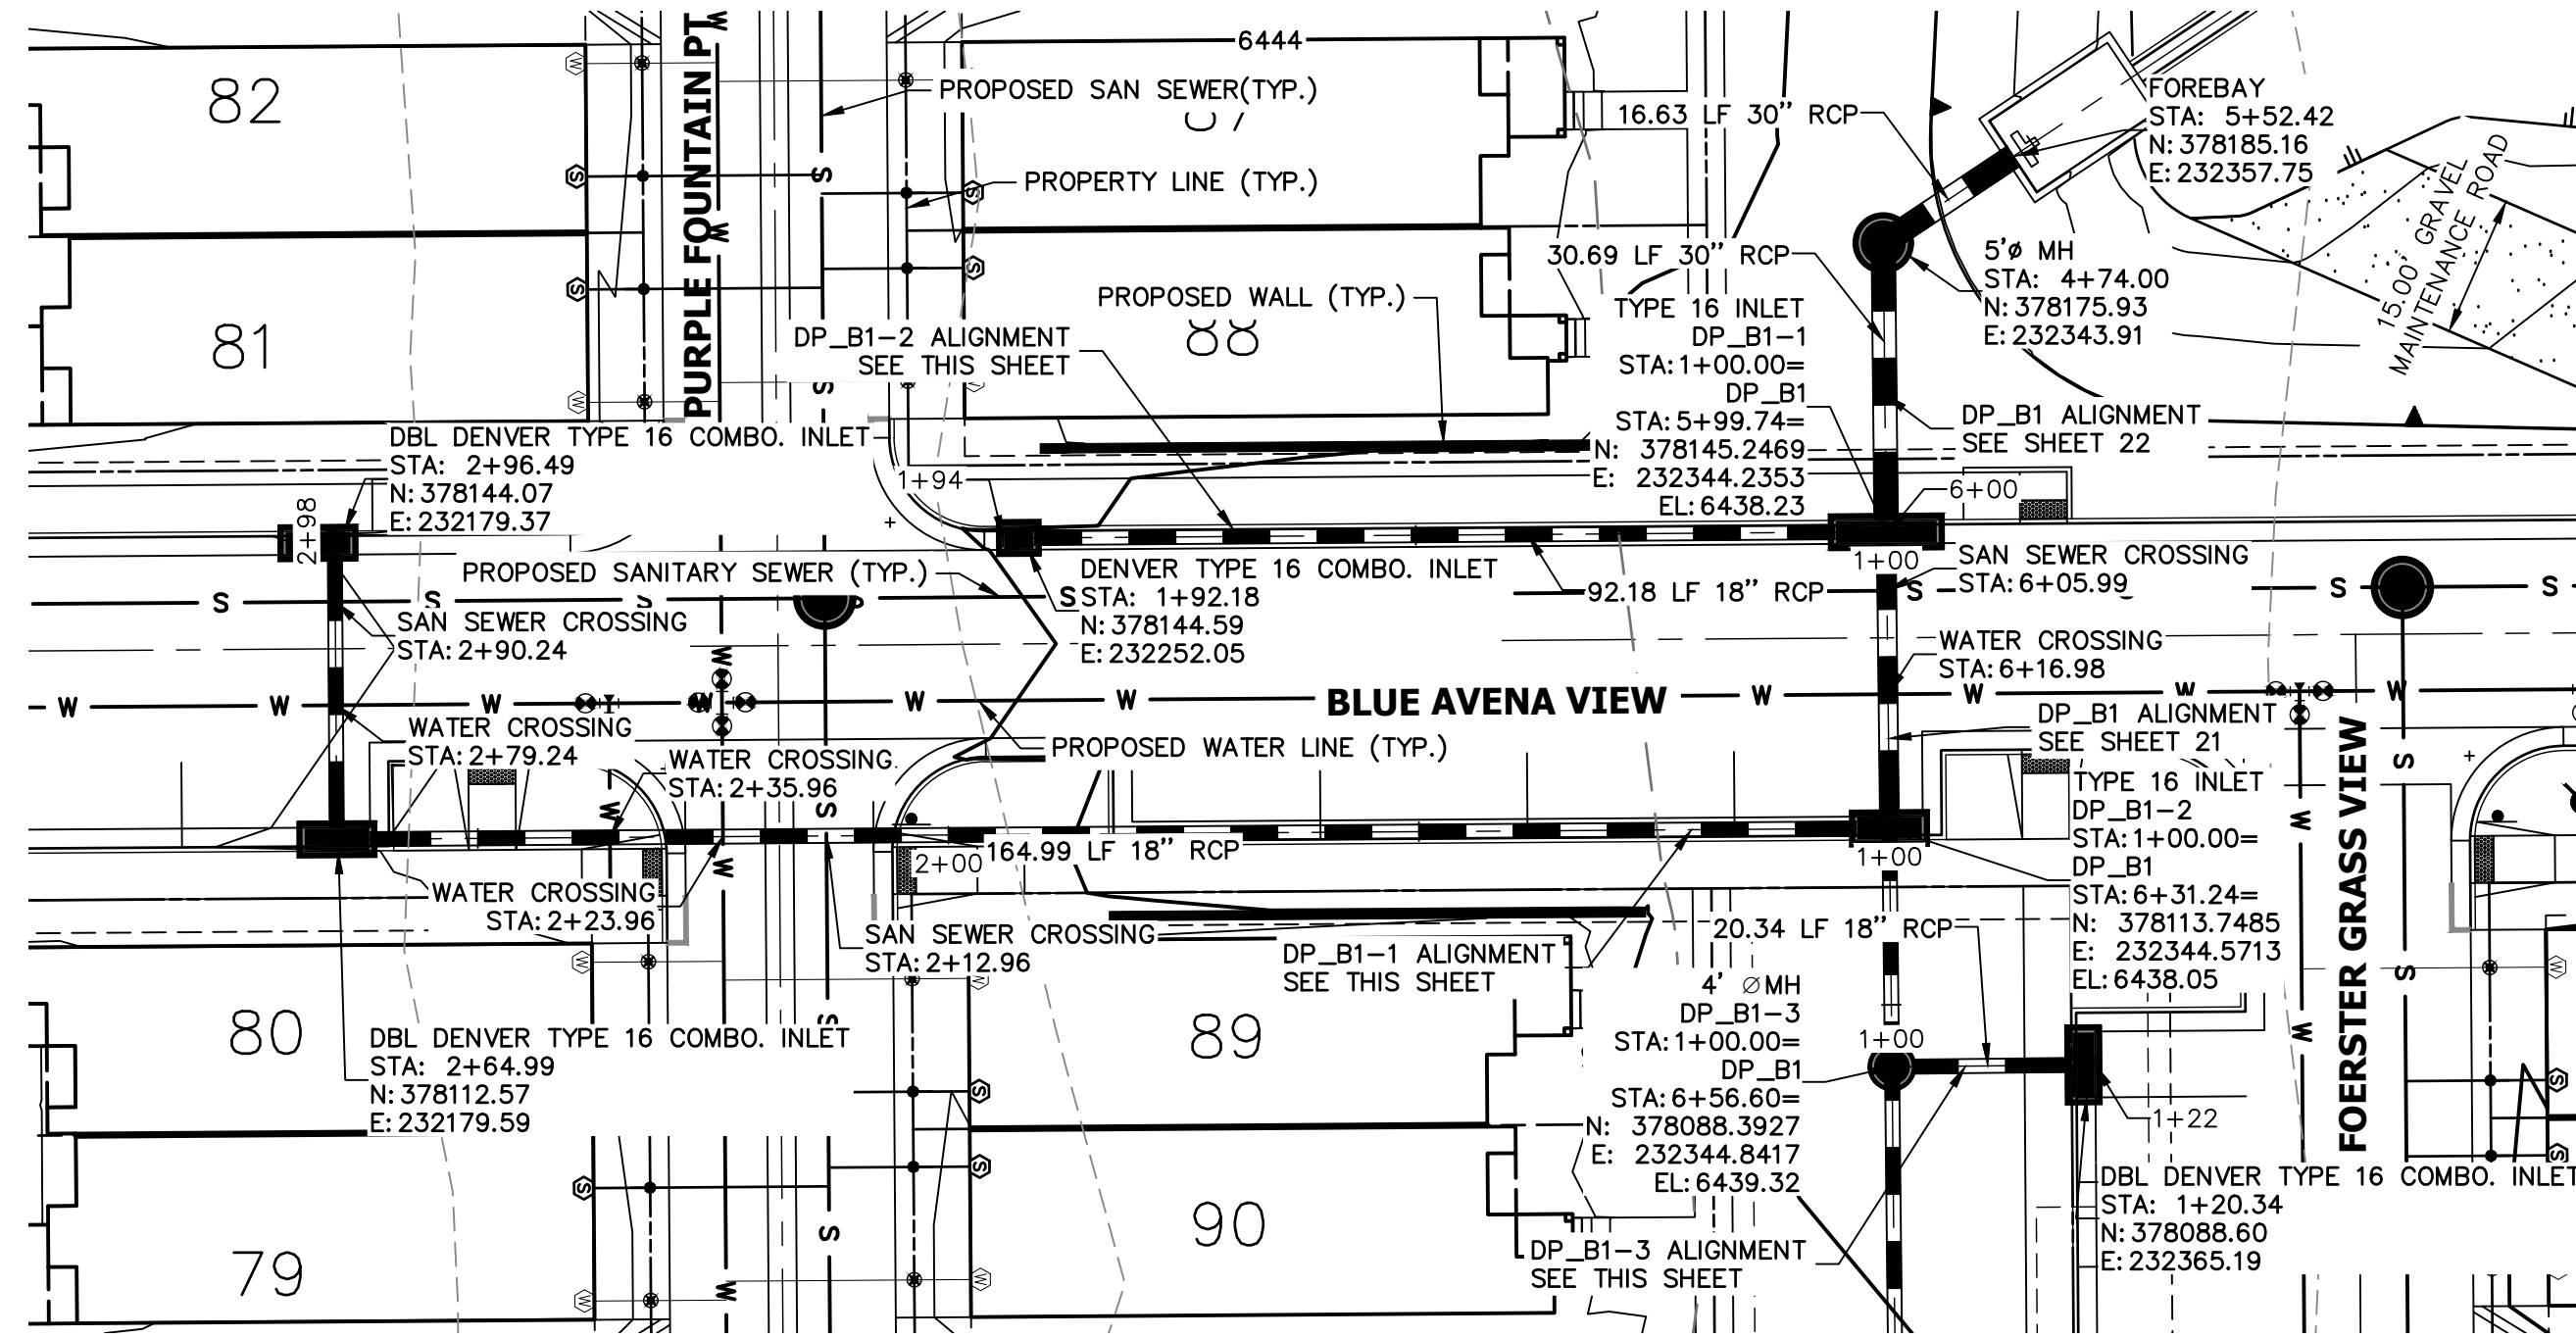 82
81
80
79
88
89
90
6444
PURPLE FOUNTAIN PT
PROPOSED SAN SEWER(TYP.)
PROPERTY LINE (TYP.)
PROPOSED WALL (TYP.)
DP_B1-2 ALIGNMENT
SEE THIS SHEET
16.63 LF 30” RCP
30.69 LF 30” RCP
FOREBAY
STA: 5+52.42
N: 378185.16
E: 232357.75
15.00' GRAVEL
MAINTENANCE ROAD
5'ø MH
STA: 4+74.00
N: 378175.93
E: 232343.91
TYPE 16 INLET
DP_B1-1
STA: 1+00.00=
DP_B1
STA: 5+99.74=
N: 378145.2469
E: 232344.2353
EL: 6438.23
DP_B1 ALIGNMENT
SEE SHEET 22
DBL DENVER TYPE 16 COMBO. INLET
STA: 2+96.49
N: 378144.07
E: 232179.37
2+98
1+94
6+00
1+00
PROPOSED SANITARY SEWER (TYP.)
DENVER TYPE 16 COMBO. INLET
STA: 1+92.18
N: 378144.59
E: 232252.05
92.18 LF 18” RCP
SAN SEWER CROSSING
STA: 6+05.99
SAN SEWER CROSSING
STA: 2+90.24
WATER CROSSING
STA: 6+16.98
BLUE AVENA VIEW
WATER CROSSING
STA: 2+79.24
WATER CROSSING
STA: 2+35.96
PROPOSED WATER LINE (TYP.)
DP_B1 ALIGNMENT
SEE SHEET 21
TYPE 16 INLET
DP_B1-2
STA: 1+00.00=
DP_B1
STA: 6+31.24=
N: 378113.7485
E: 232344.5713
EL: 6438.05
FOERSTER GRASS VIEW
2+00
164.99 LF 18” RCP
1+00
WATER CROSSING
STA: 2+23.96
SAN SEWER CROSSING
STA: 2+12.96
DP_B1-1 ALIGNMENT
SEE THIS SHEET
20.34 LF 18” RCP
4' ∅MH
DP_B1-3
STA: 1+00.00=
DP_B1
STA: 6+56.60=
N: 378088.3927
E: 232344.8417
EL: 6439.32
1+00
1+22
DBL DENVER TYPE 16 COMBO. INLET
STA: 2+64.99
N: 378112.57
E: 232179.59
DBL DENVER TYPE 16 COMBO. INLET
STA: 1+20.34
N: 378088.60
E: 232365.19
DP_B1-3 ALIGNMENT
SEE THIS SHEET